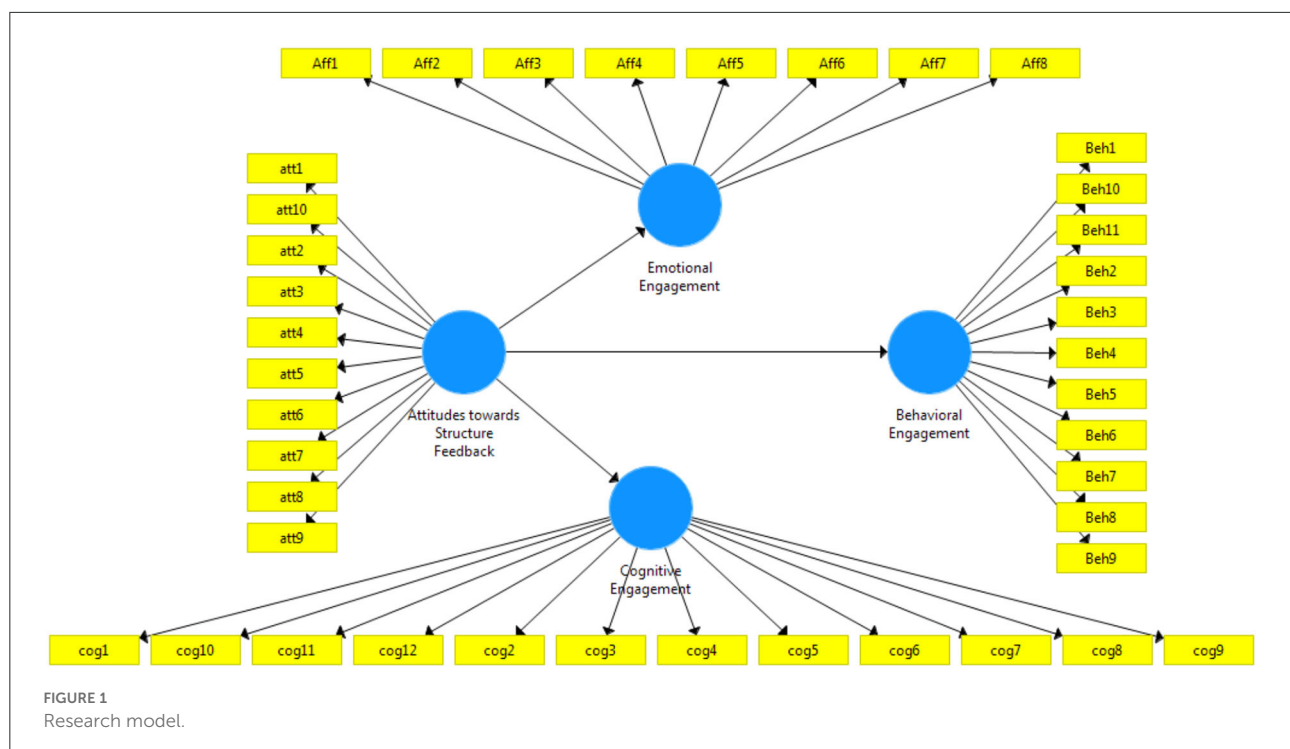 Aff1 Aff2 Aff3 Aff4 Aff5 Aff6 Aff7 Aff8
att1
att10
att2
att3
att4
att5
att6
att7
att8
att9
Emotional
Engagement
Attitudes towards
Structure
Feedback
Behavioral
Engagement
Beh1
Beh10
Beh11
Beh2
Beh3
Beh4
Beh5
Beh6
Beh7
Beh8
Beh9
Cognitive
Engagement
cog1 cog10 cog11 cog12 cog2 cog3 cog4 cog5 cog6 cog7 cog8 cog9
FIGURE 1
Research model.